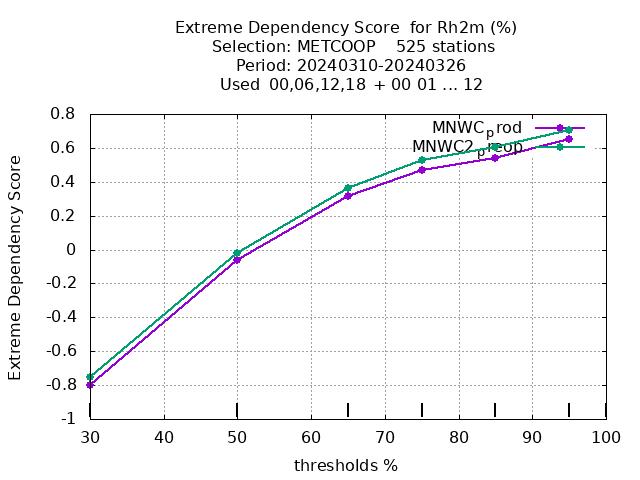 Extreme Dependency Score  for Rh2m (%)
Selection: METCOOP    525 stations
Period: 20240310-20240326
Used  00,06,12,18  + 00 01 ... 12
MNWCprod
MNWC2preop
0.8
0.6
0.4
0.2
0
-0.2
-0.4
-0.6
-0.8
-1
Extreme Dependency Score
30 40 50 60 70 80 90 100
thresholds %